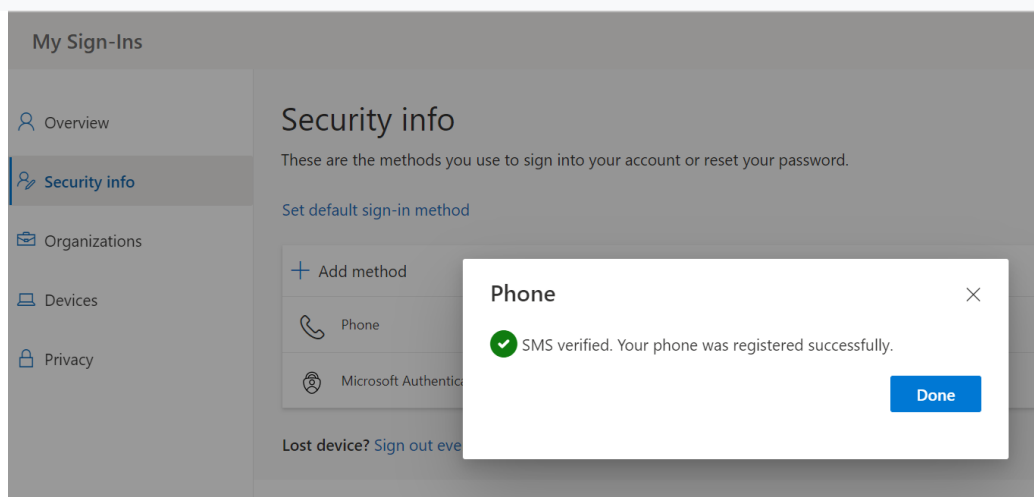 My Sign-Ins
Overview
Security info
Organizations
Devices
Privacy
Security info
These are the methods you use to sign into your account or reset your password.
Set default sign-in method
Add method
Phone
Microsoft Authentica
Lost device? Sign out eve
Phone
SMS verified. Your phone was registered successfully.
Done